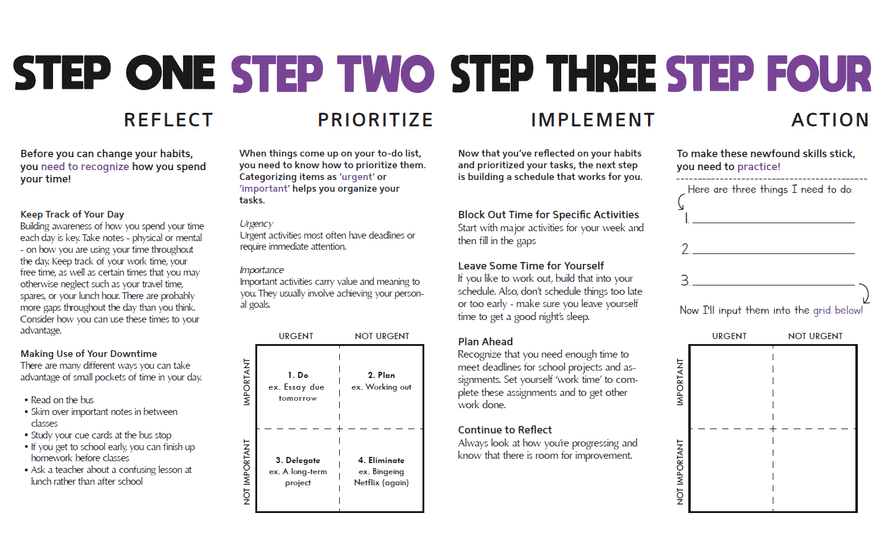 STEP ONE
REFLECT
Before you can change your habits,
you need to recognize how you spend
your time!
Keep Track of Your Day
Building awareness of how you spend your time
each day is key. Take notes - physical or mental
- on how you are using your time throughout
the day. Keep track of your work time, your
free time, as well as certain times that you may
otherwise neglect such as your travel time,
spares, or your lunch hour. There are probably
more gaps throughout the day than you think.
Consider how you can use these times to your
advantage.
Making Use of Your Downtime
There are many different ways you can take
advantage of small pockets of time in your day.
• Read on the bus
• Skim over important notes in between
classes
• Study your cue cards at the bus stop
• If you get to school early, you can finish up
homework before classes
• Ask a teacher about a confusing lesson at
lunch rather than after school
STEP TWO
PRIORITIZE
When things come up on your to-do list,
you need to know how to prioritize them.
Categorizing items as 'urgent' or
'important' helps you organize your
tasks.
Urgency
Urgent activities most often have deadlines or
require immediate attention.
Importance
Important activities carry value and meaning to
you. They usually involve achieving your person-
al goals.
URGENT
NOT URGENT
IMPORTANT
1. Do
ex. Essay due
tomorrow
2. Plan
ex. Working out
NOT IMPORTANT
3. Delegate
ex. A long-term
project
4. Eliminate
ex. Bingeing
Netflix (again)
STEP THREE
IMPLEMENT
Now that you've reflected on your habits
and prioritized your tasks, the next step
is building a schedule that works for you.
Block Out Time for Specific Activities
Start with major activities for your week and
then fill in the gaps
Leave Some Time for Yourself
If you like to work out, build that into your
schedule. Also, don't schedule things too late
or too early - make sure you leave yourself
time to get a good night's sleep.
Plan Ahead
Recognize that you need enough time to
meet deadlines for school projects and as-
signments. Set yourself 'work time' to com-
plete these assignments and to get other
work done.
Continue to Reflect
Always look at how you're progressing and
know that there is room for improvement.
STEP FOUR
ACTION
To make these newfound skills stick,
you need to practice!
Here are three things I need to do:
1.
2.
3.
Now I'll input them into the grid below!
URGENT
NOT URGENT
IMPORTANT
NOT IMPORTANT